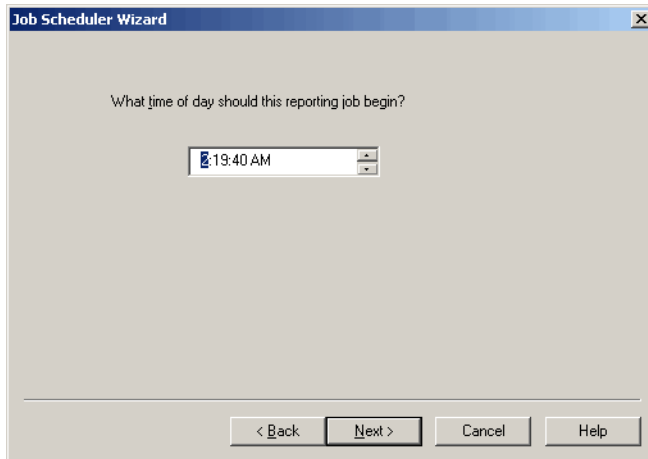 Job Scheduler Wizard
What time of day should this reporting job begin?
2:19:40 AM
< Back Next > Cancel Help